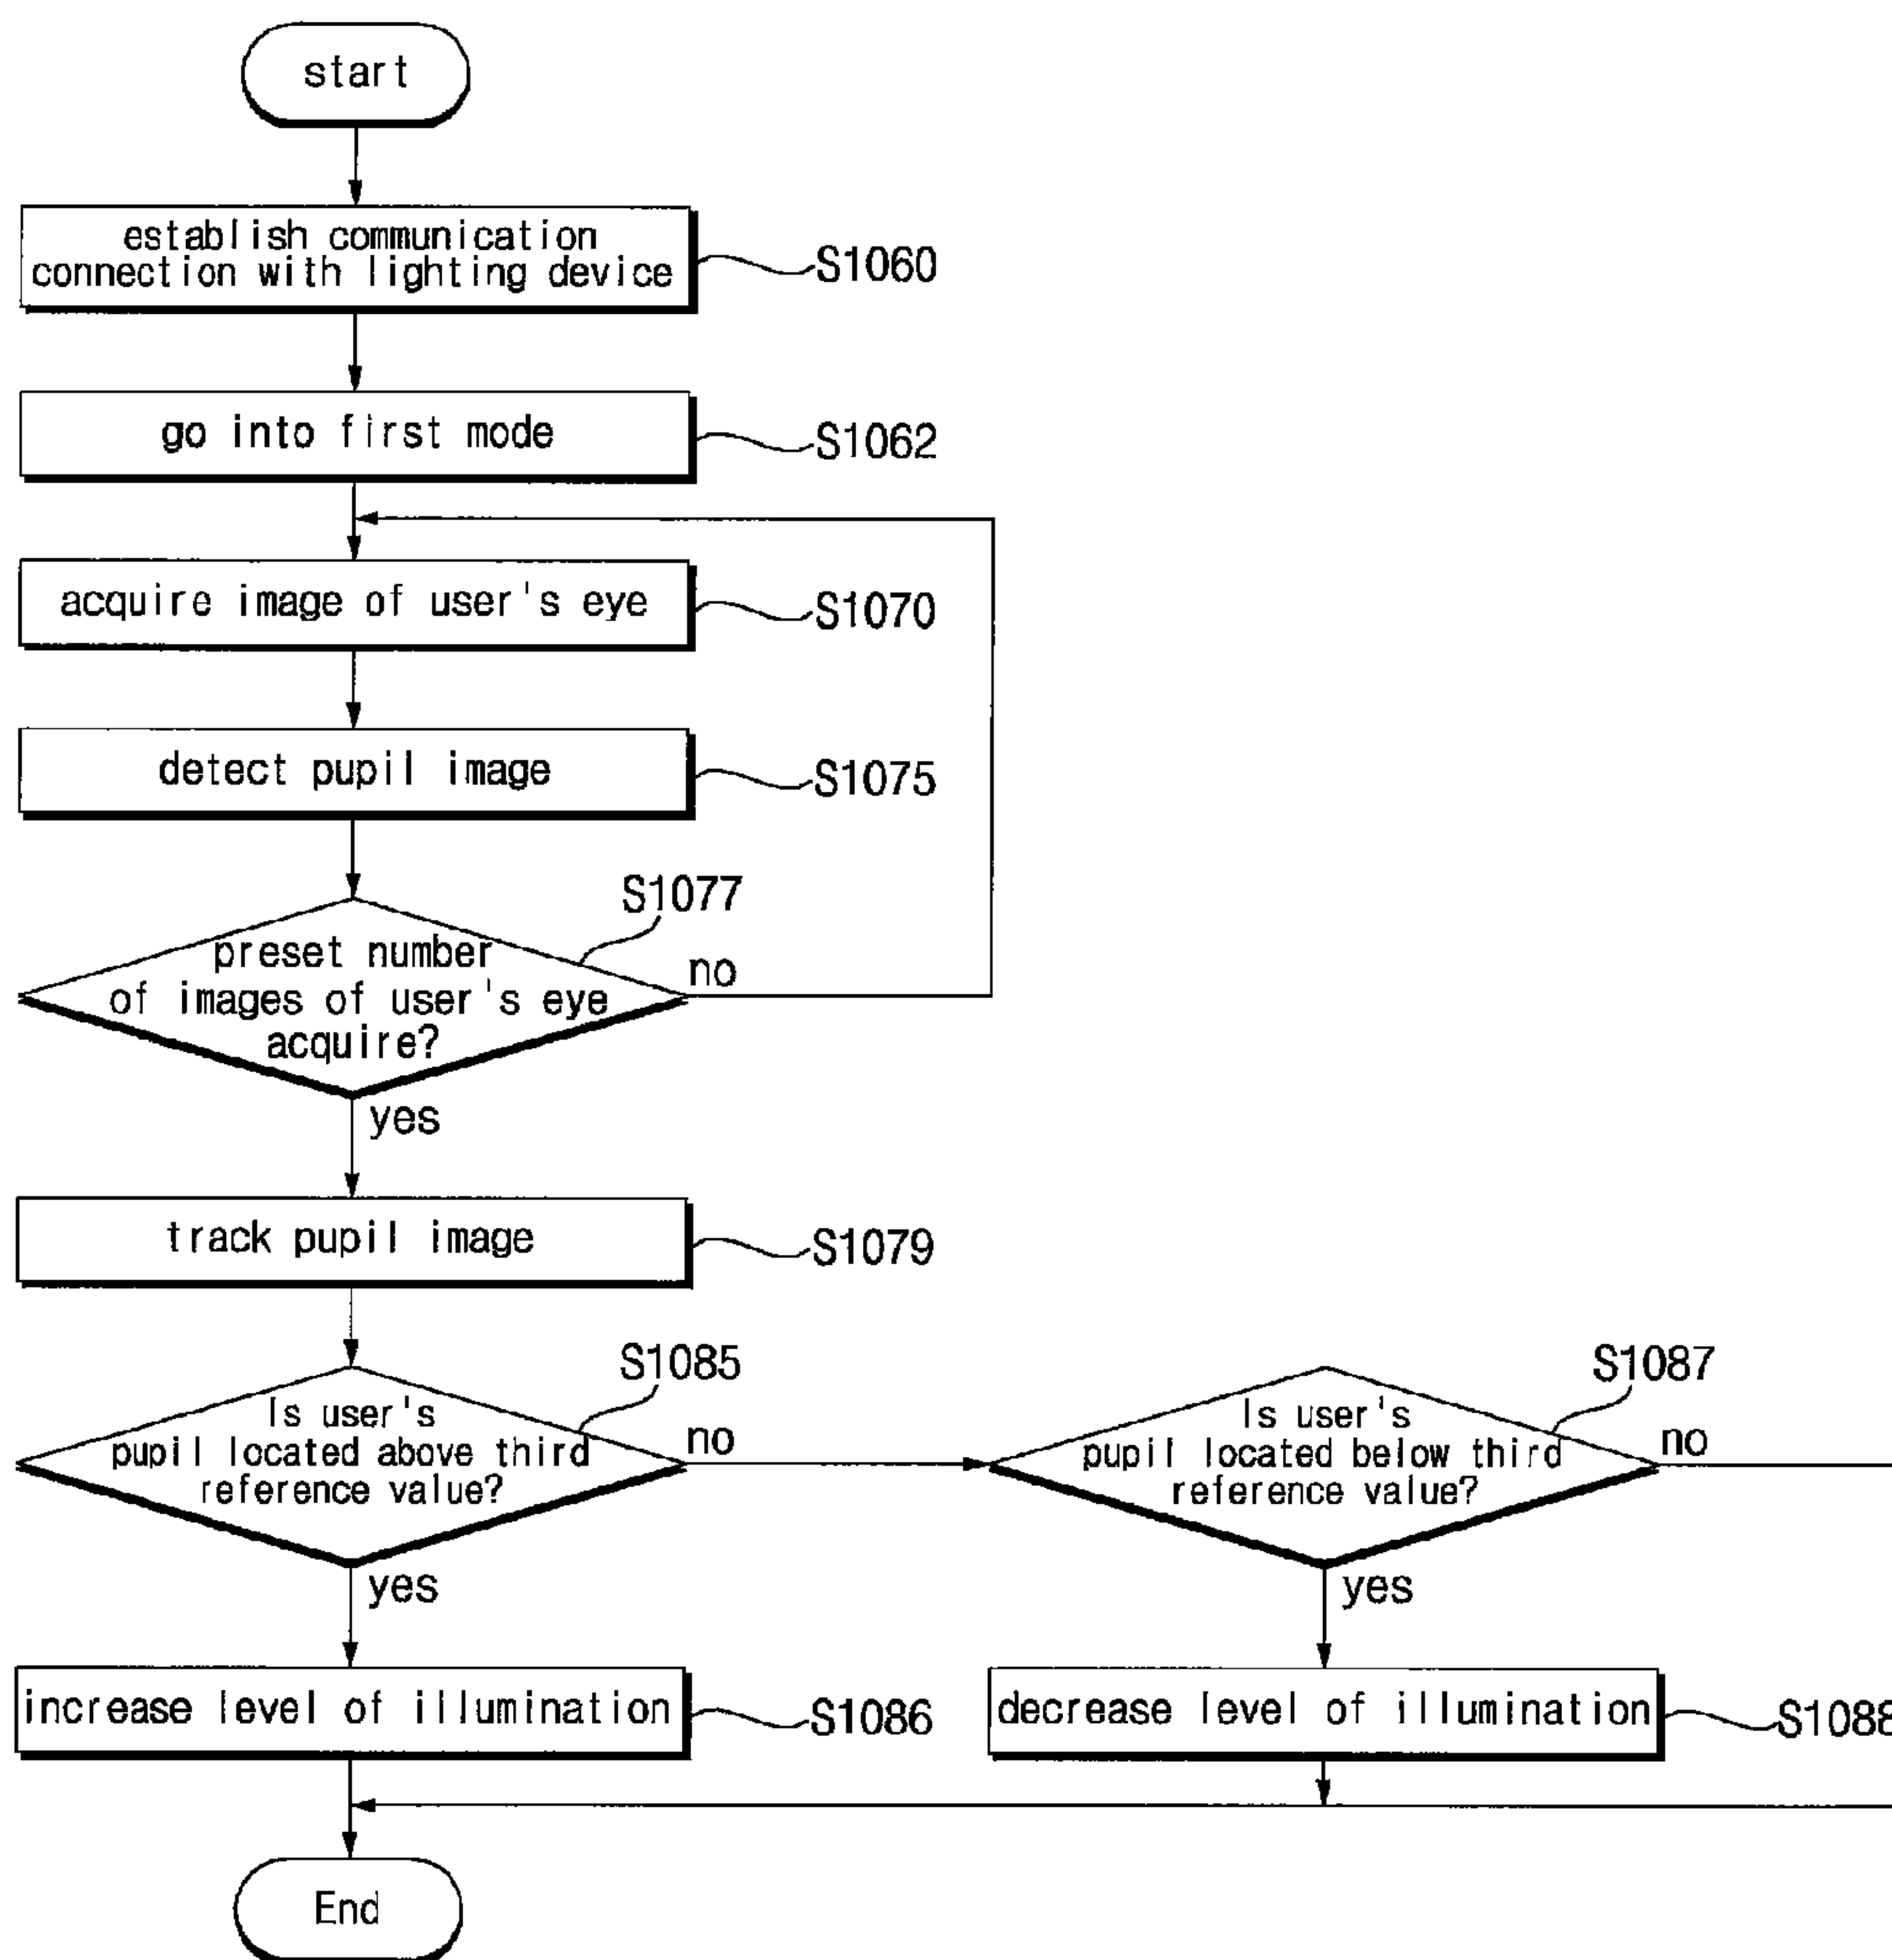 start
establish communication
connection with lighting device
S1060
go into first mode
S1062
acquire image of user's eye
S1070
detect pupil image
S1075
S1077
preset number
of images of user's eye
acquire?
no
yes
track pupil image
S1079
S1085
Is user's
pupil located above third
reference value?
no
yes
S1087
Is user's
pupil located below third
reference value?
no
yes
increase level of illumination
S1086
decrease level of illumination
S1088
End